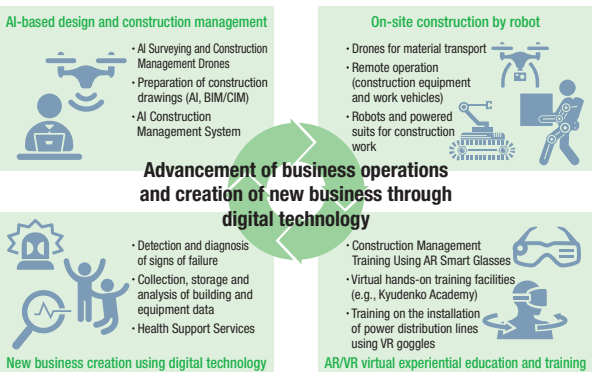 AI-based design and construction management
・AI Surveying and Construction
Management Drones
・Preparation of construction
drawings (AI, BIM/CIM)
・AI Construction
Management System
On-site construction by robot
・Drones for material transport
・Remote operation
(construction equipment
and work vehicles)
・Robots and powered
suits for construction
work
Advancement of business operations
and creation of new business through
digital technology
・Detection and diagnosis
of signs of failure
・Collection, storage and
analysis of building and
equipment data
・Health Support Services
New business creation using digital technology
・Construction Management
Training Using AR Smart Glasses
・Virtual hands-on training facilities
(e.g., Kyudenko Academy)
・Training on the installation
of power distribution lines
using VR goggles
AR/VR virtual experiential education and training